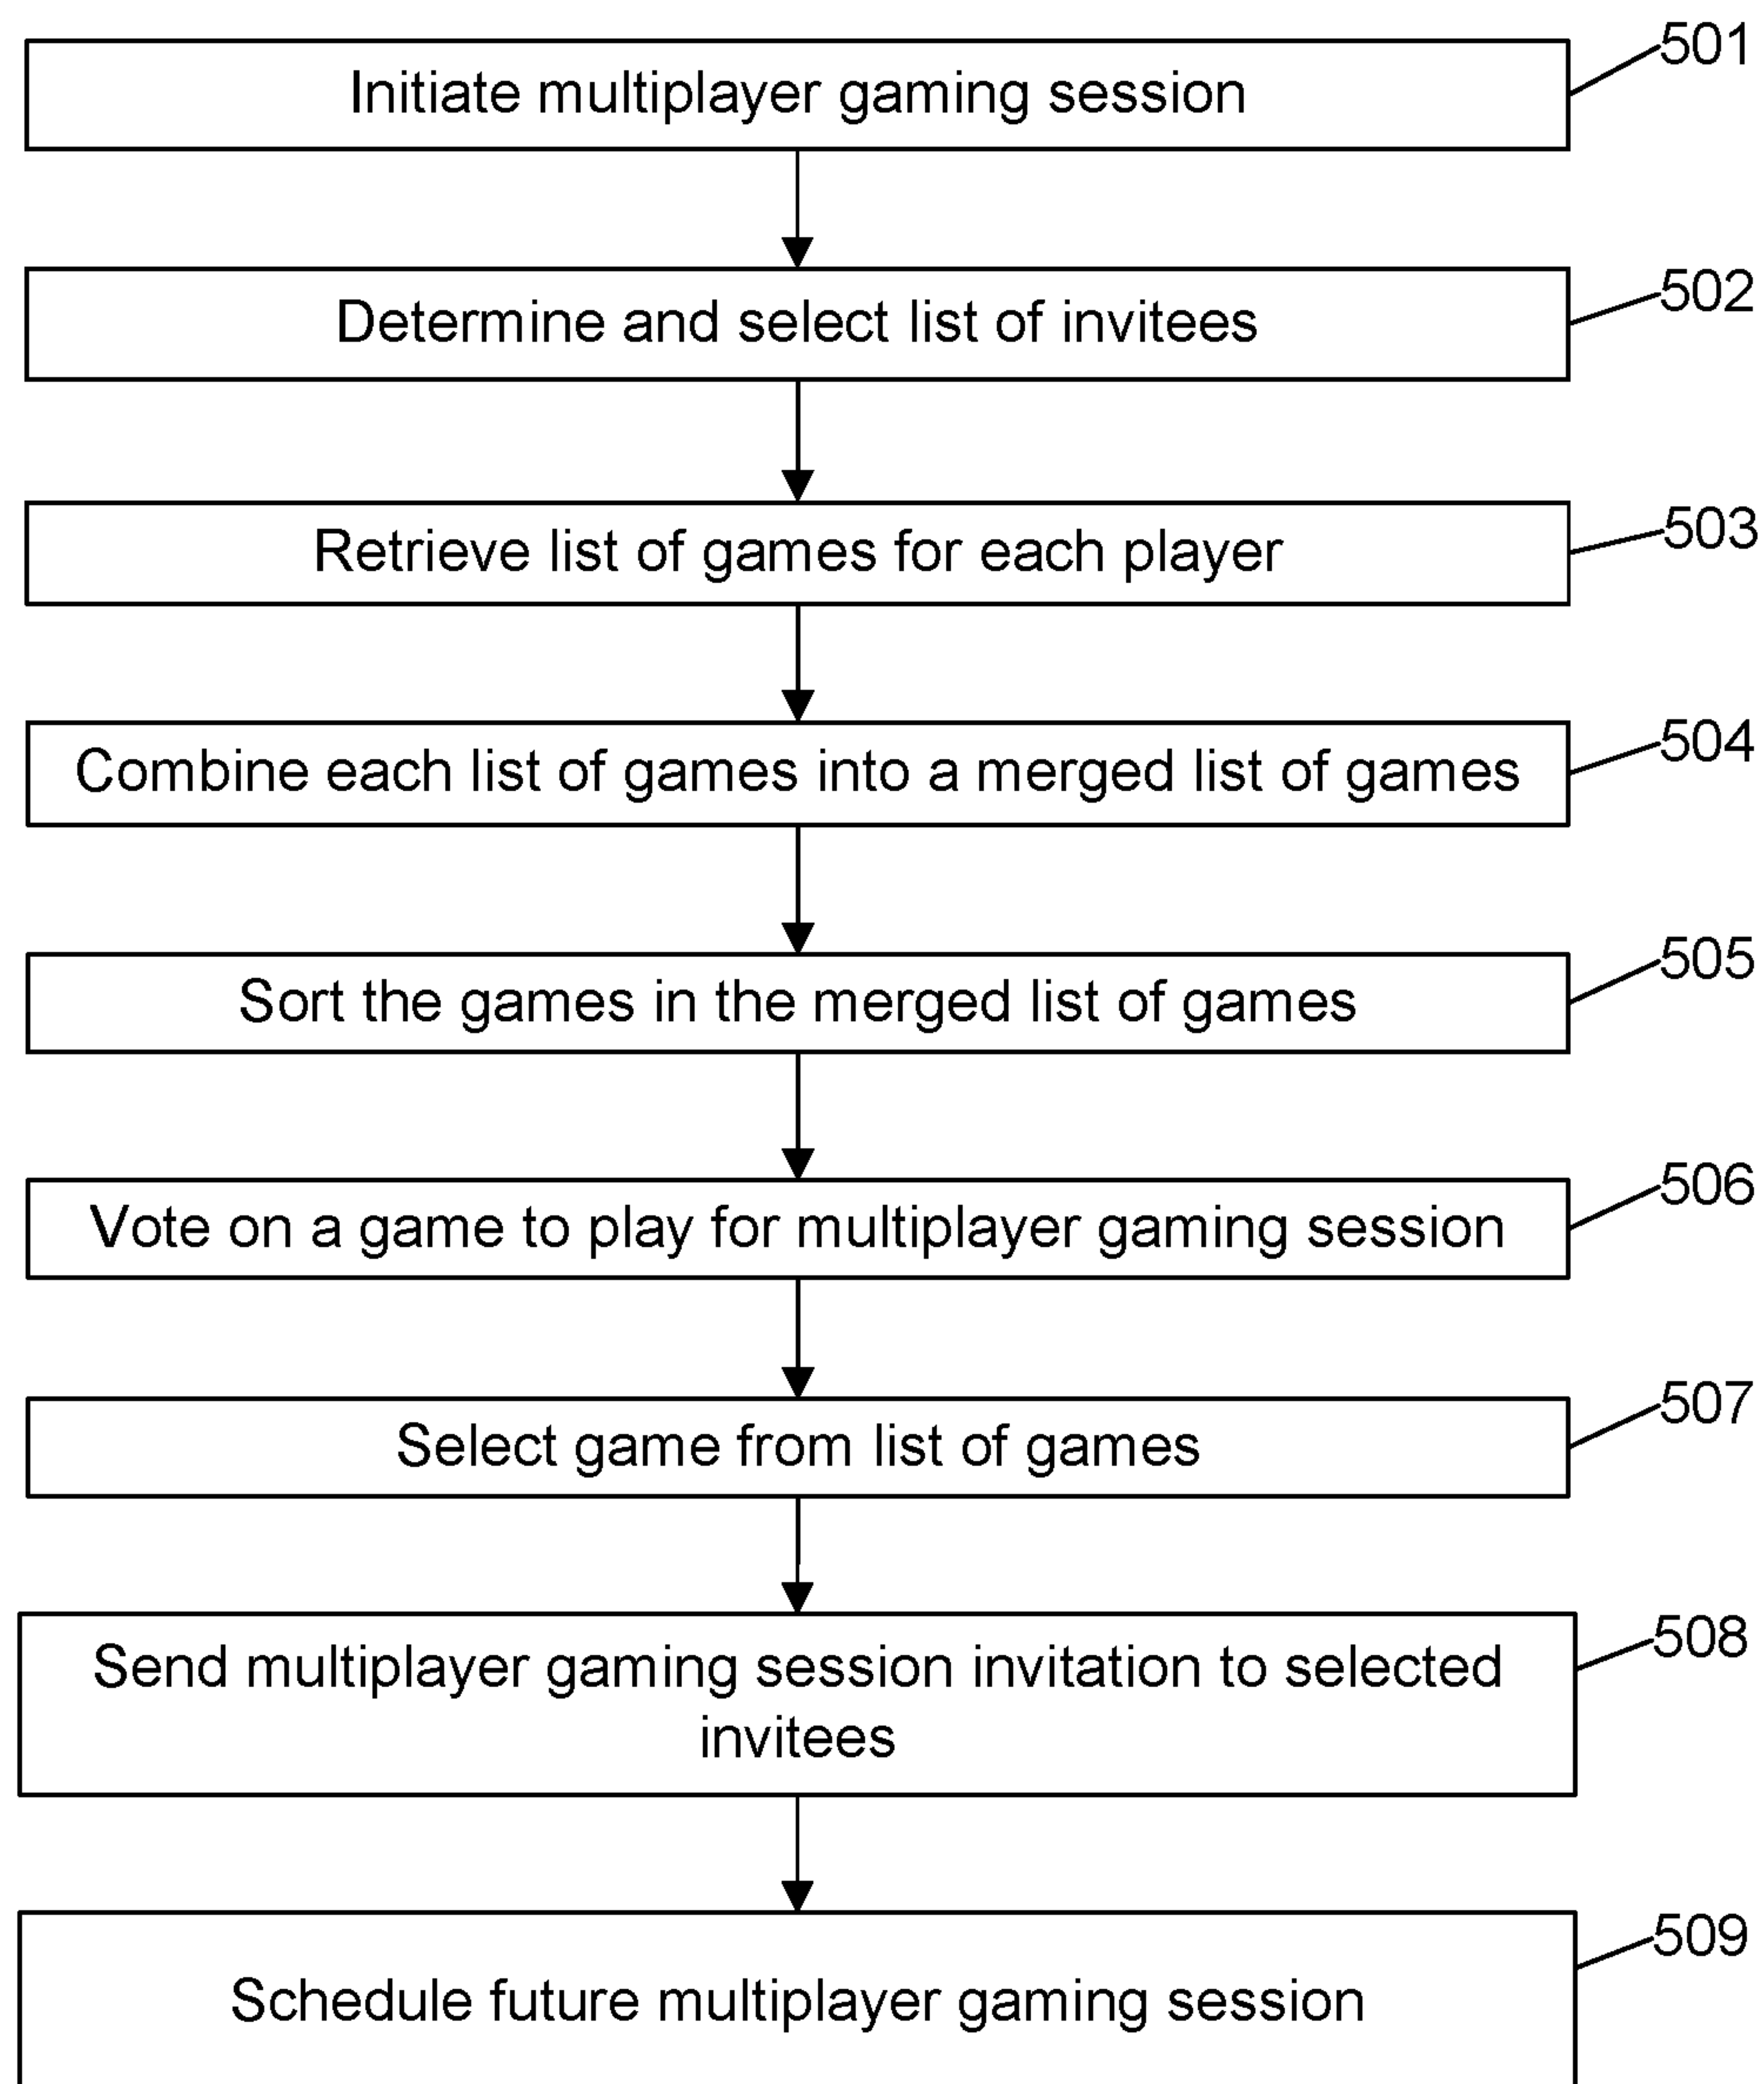 501
Initiate multiplayer gaming session
502
Determine and select list of invitees
503
Retrieve list of games for each player
504
Combine each list of games into a merged list of games
505
Sort the games in the merged list of games
506
Vote on a game to play for multiplayer gaming session
507
Select game from list of games
508
Send multiplayer gaming session invitation to selected
invitees
509
Schedule future multiplayer gaming session